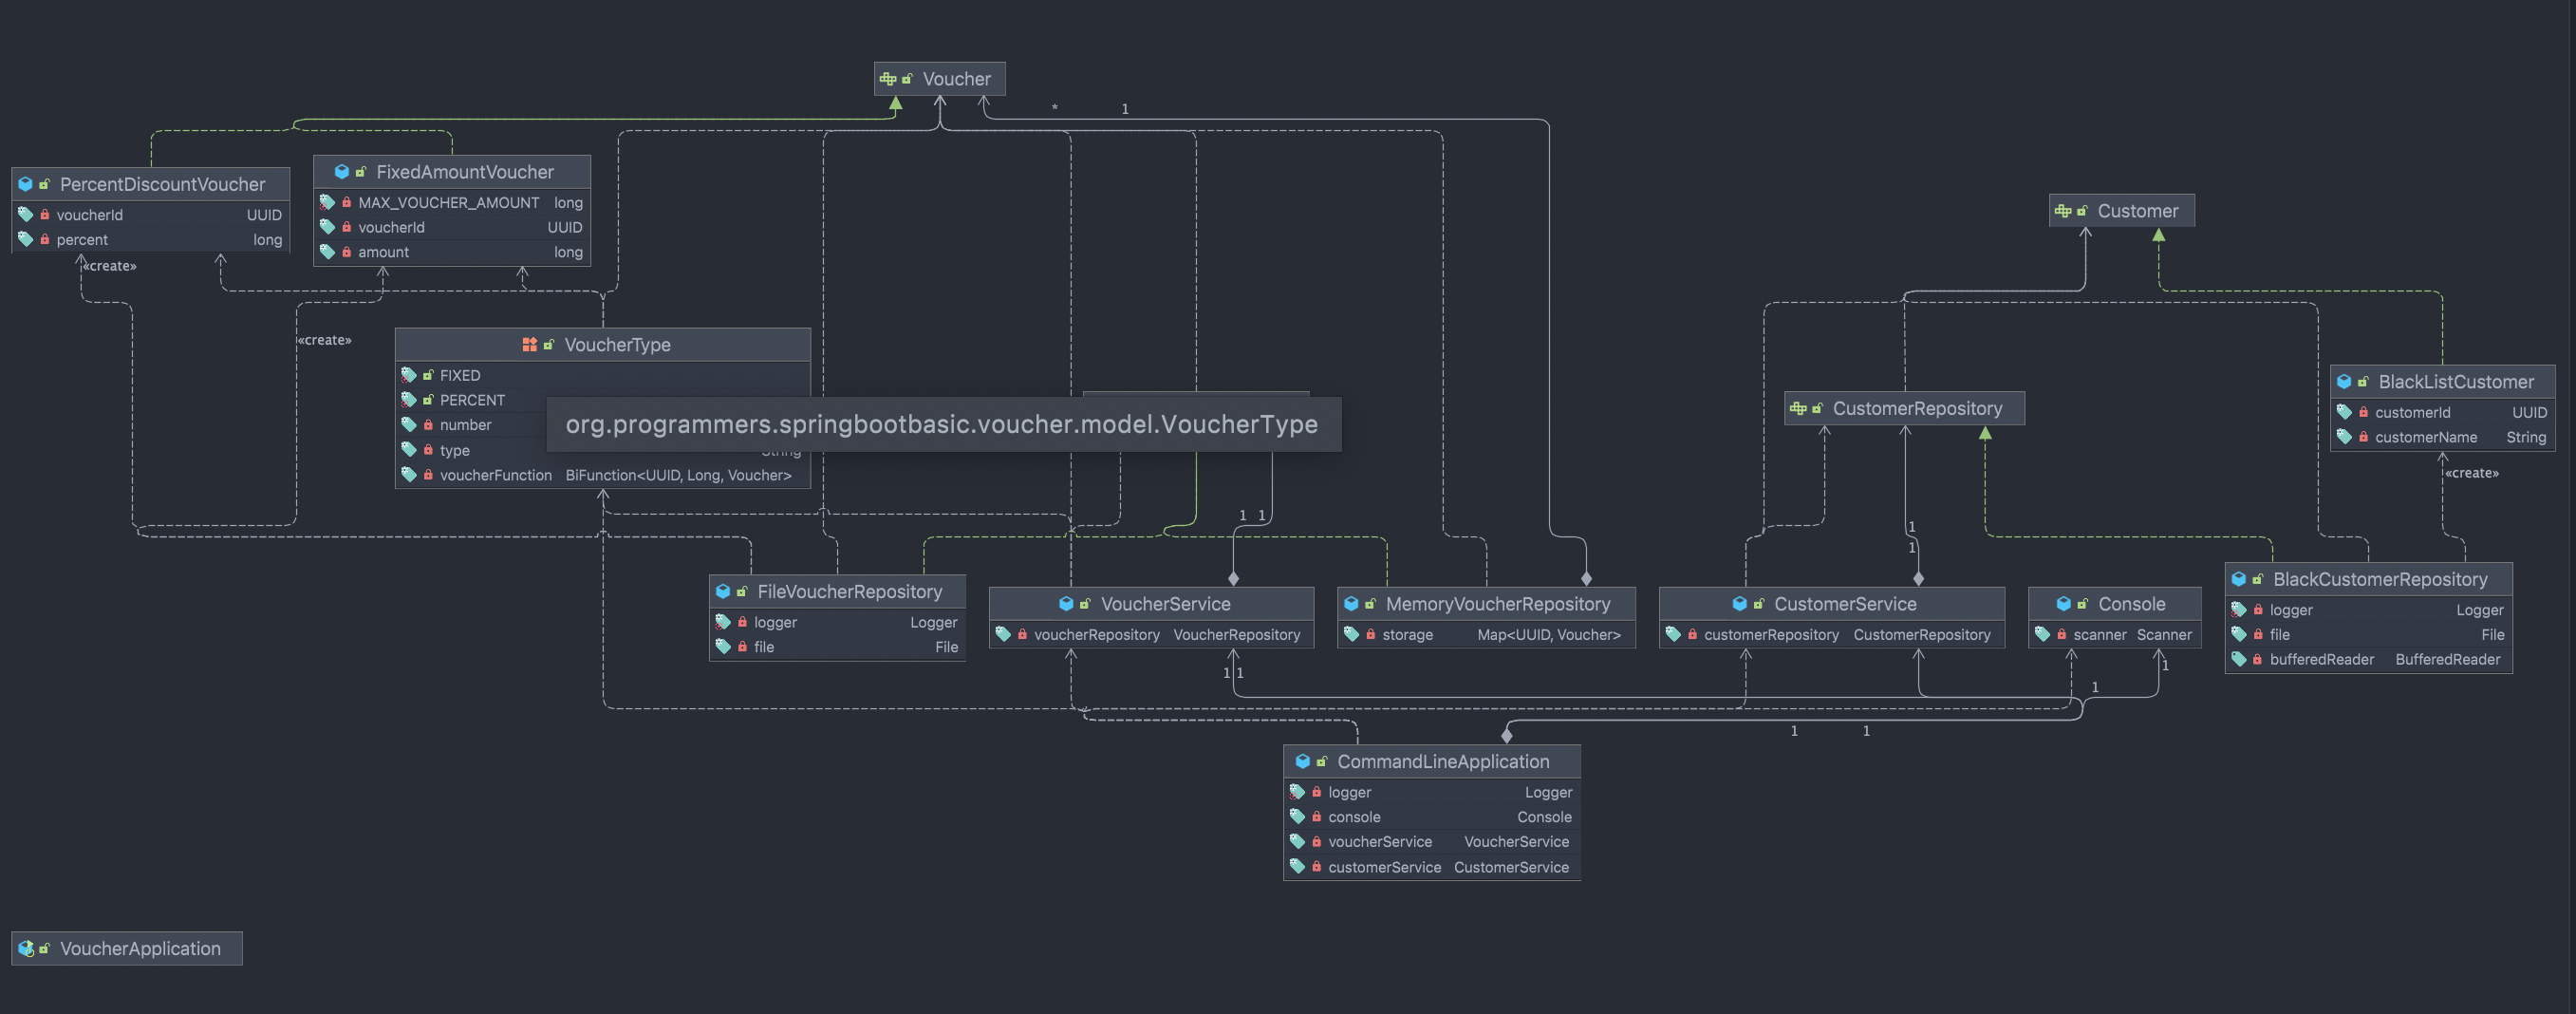 Voucher
* 1
PercentDiscountVoucher
voucherId UUID
percent long
«create»
FixedAmountVoucher
MAX_VOUCHER_AMOUNT long
voucherId UUID
amount long
«create»
Customer
VoucherType
FIXED
PERCENT
number
type String
voucherFunction BiFunction<UUID, Long, Voucher>
org.programmers.springbootbasic.voucher.model.VoucherType
CustomerRepository
BlackListCustomer
customerId UUID
customerName String
«create»
1 1
1
1
FileVoucherRepository
logger Logger
file File
VoucherService
voucherRepository VoucherRepository
MemoryVoucherRepository
storage Map<UUID, Voucher>
CustomerService
customerRepository CustomerRepository
Console
scanner Scanner
BlackCustomerRepository
logger Logger
file File
bufferedReader BufferedReader
1 1
1
1
1 1
CommandLineApplication
logger Logger
console Console
voucherService VoucherService
customerService CustomerService
VoucherApplication